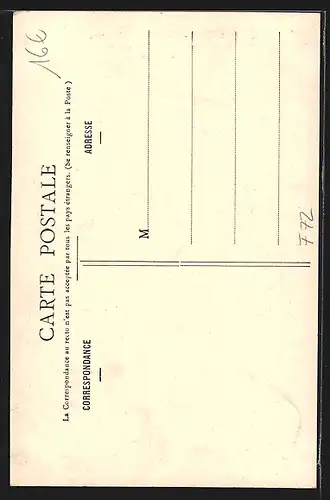 166
CARTE POSTALE
La Correspondance au recto n'est pas acceptée par tous les pays étrangers. (Se renseigner à la Poste)
CORRESPONDANCE
ADRESSE
M
F 72